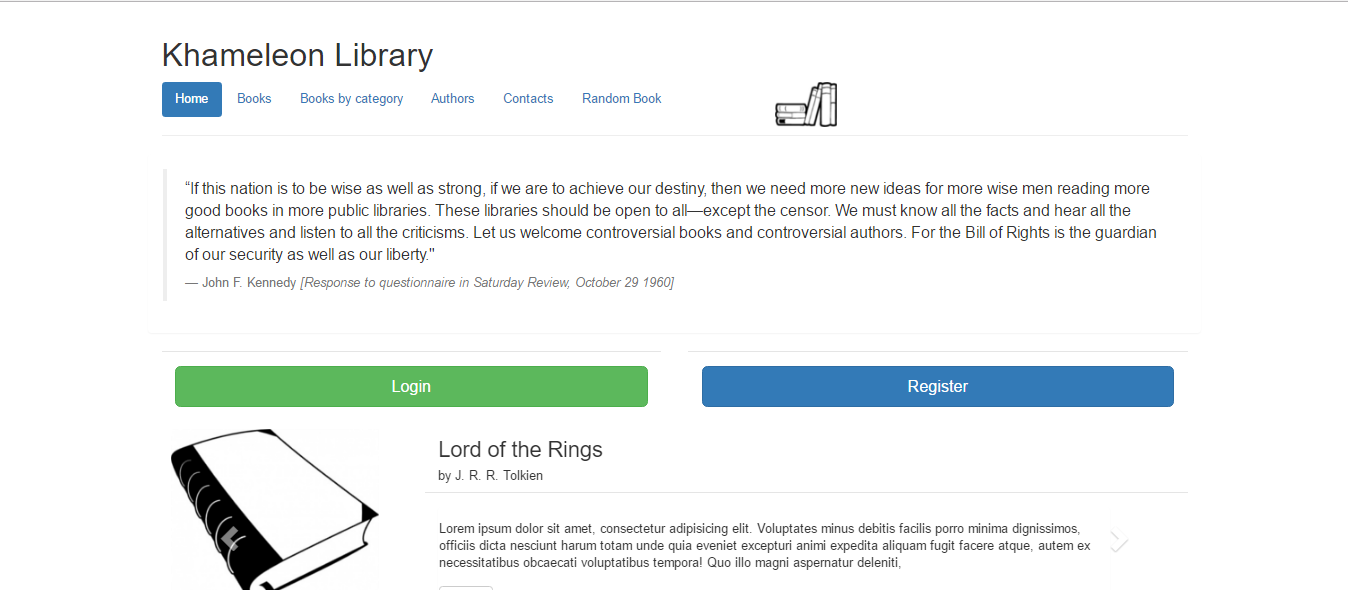 Khameleon Library
Home Books Books by category Authors Contacts Random Book
“If this nation is to be wise as well as strong, if we are to achieve our destiny, then we need more new ideas for more wise men reading more
good books in more public libraries. These libraries should be open to all—except the censor. We must know all the facts and hear all the
alternatives and listen to all the criticisms. Let us welcome controversial books and controversial authors. For the Bill of Rights is the guardian
of our security as well as our liberty."
— John F. Kennedy [Response to questionnaire in Saturday Review, October 29 1960]
Login Register
Lord of the Rings
by J. R. R. Tolkien
Lorem ipsum dolor sit amet, consectetur adipisicing elit. Voluptates minus debitis facilis porro minima dignissimos,
officiis dicta nesciunt harum totam unde quia eveniet excepturi animi expedita aliquam fugit facere atque, autem ex
necessitatibus obcaecati voluptatibus tempora! Quo illo magni aspernatur deleniti,